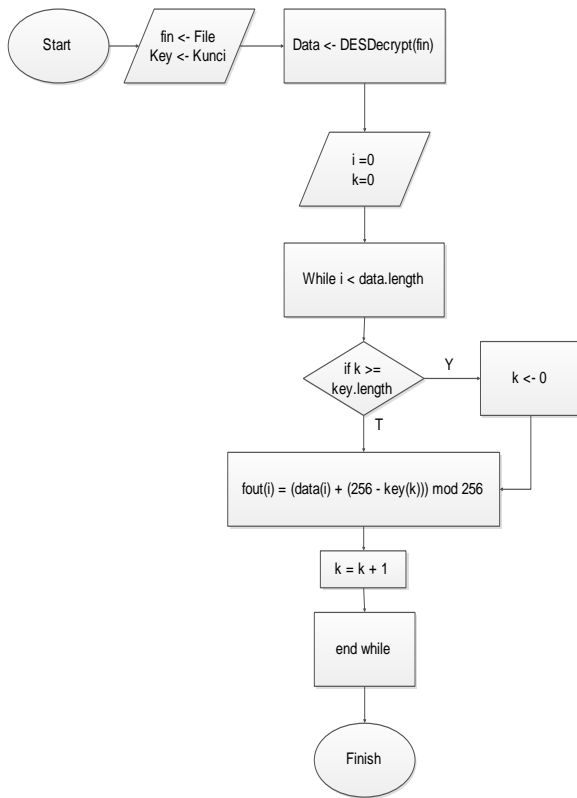 Start
fin <- File
Key <- Kunci
Data <- DESDecrypt(fin)
i =0
k=0
While i < data.length
if k >=
key.length
Y
k <- 0
T
fout(i) = (data(i) + (256 - key(k))) mod 256
k = k + 1
end while
Finish